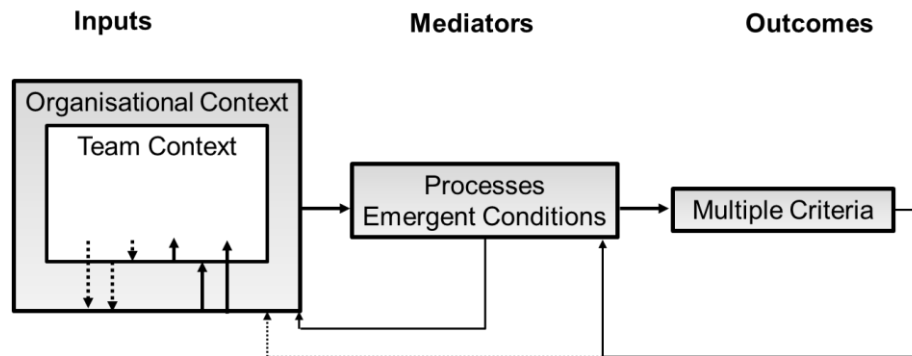 Inputs
Mediators
Outcomes
Organisational Context
Team Context
Processes
Emergent Conditions
Multiple Criteria